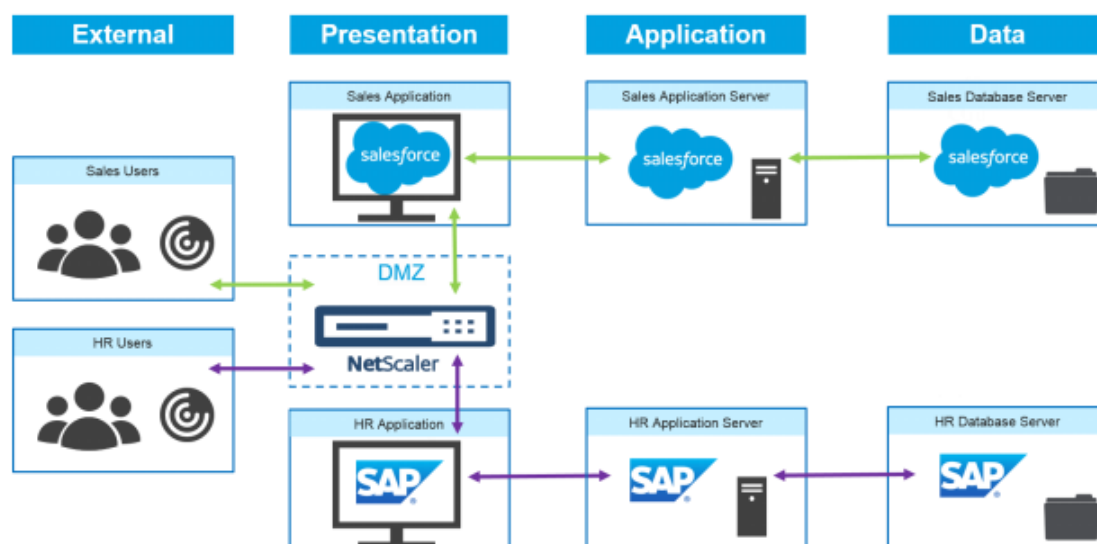 External
Presentation
Application
Data
Sales Application
salesforce
Sales Application Server
salesforce
Sales Database Server
salesforce
Sales Users
DMZ
NetScaler
HR Users
HR Application
SAP®
HR Application Server
SAP®
HR Database Server
SAP®